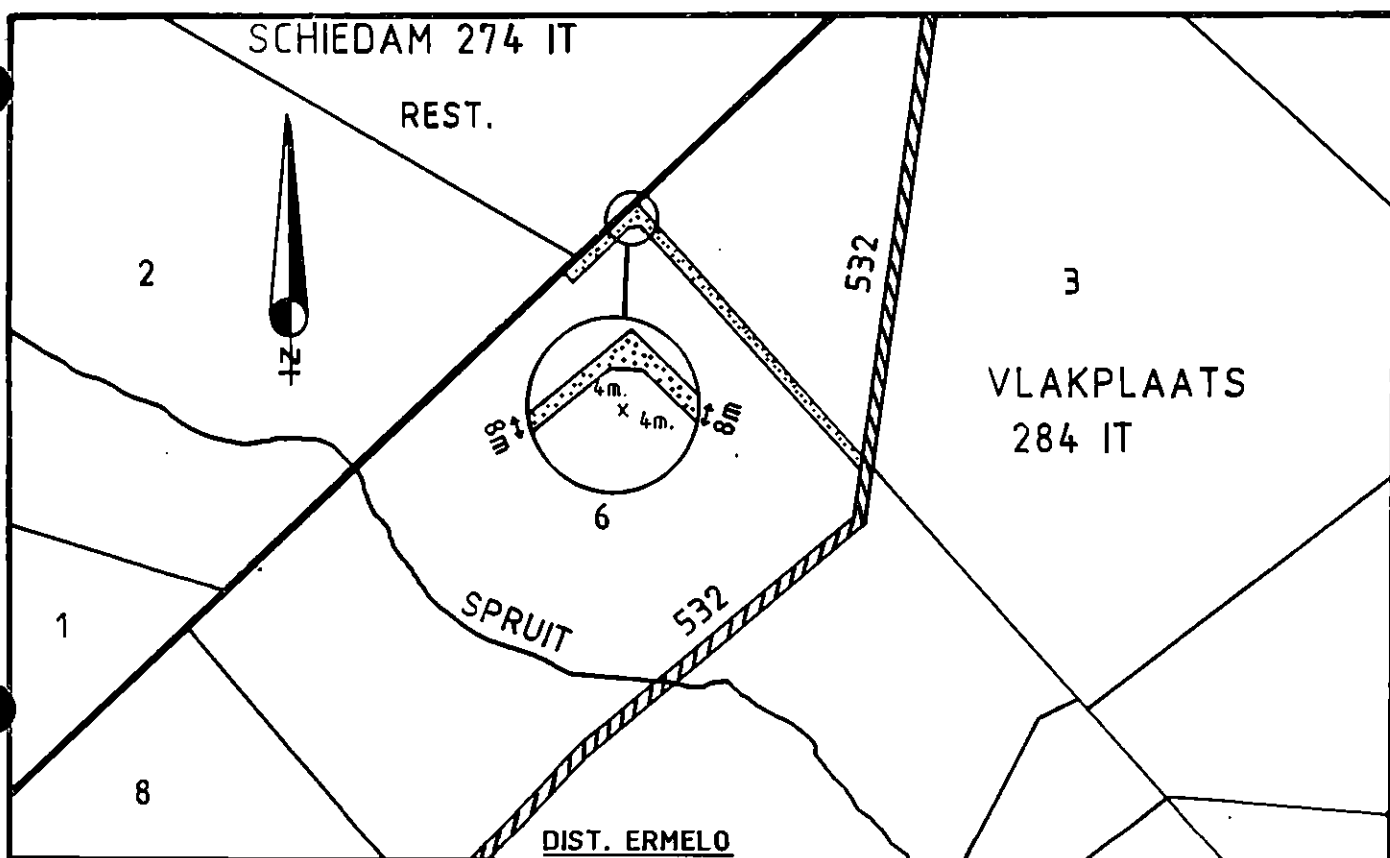 SCHIEDAM 274 IT
REST.
2
532
3
N
VLAKPLAATS
284 IT
4m.
x 4m.
8m
8m
6
532
SPRUIT
1
8
DIST. ERMELO